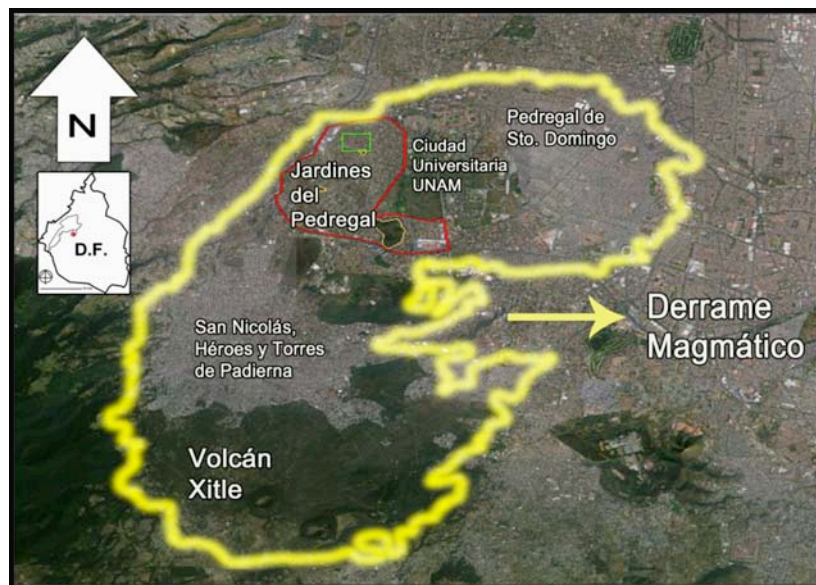 N
D.F.
Jardines
del
Pedregal
Ciudad
Universitaria
UNAM
Pedregal de
Sto. Domingo
San Nicolás,
Héroes y Torres
de Padierna
Derrame
Magmático
Volcán
Xitle